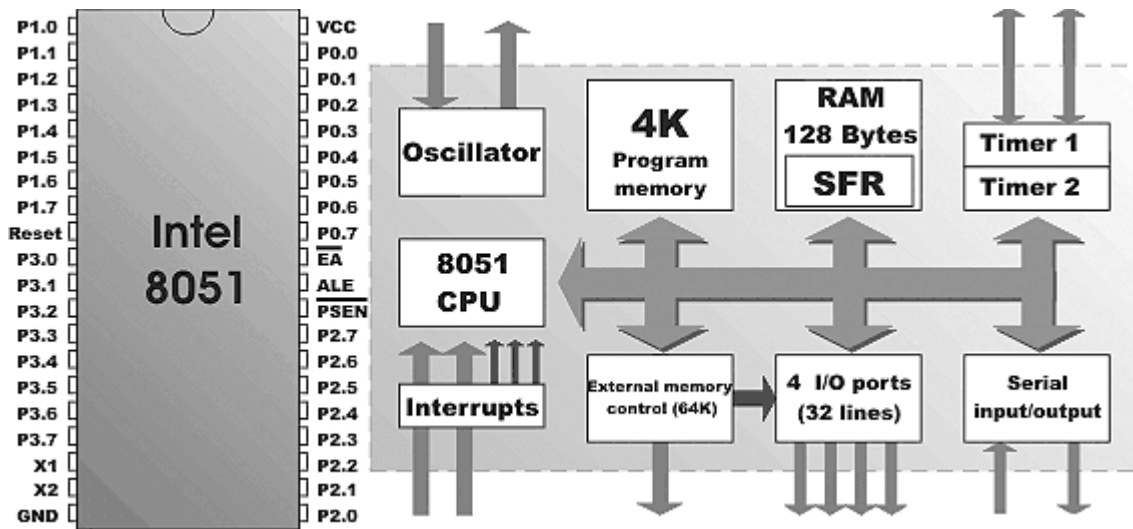 P1.0
P1.1
P1.2
P1.3
P1.4
P1.5
P1.6
P1.7
Reset
P3.0
P3.1
P3.2
P3.3
P3.4
P3.5
P3.6
P3.7
X1
X2
GND
Intel
8051
VCC
P0.0
P0.1
P0.2
P0.3
P0.4
P0.5
P0.6
P0.7
EA
ALE
PSEN
P2.7
P2.6
P2.5
P2.4
P2.3
P2.2
P2.1
P2.0
Oscillator
4K
Program
memory
RAM
128 Bytes
SFR
Timer 1
Timer 2
8051
CPU
Interrupts
External memory
control (64K)
4 I/O ports
(32 lines)
Serial
input/output